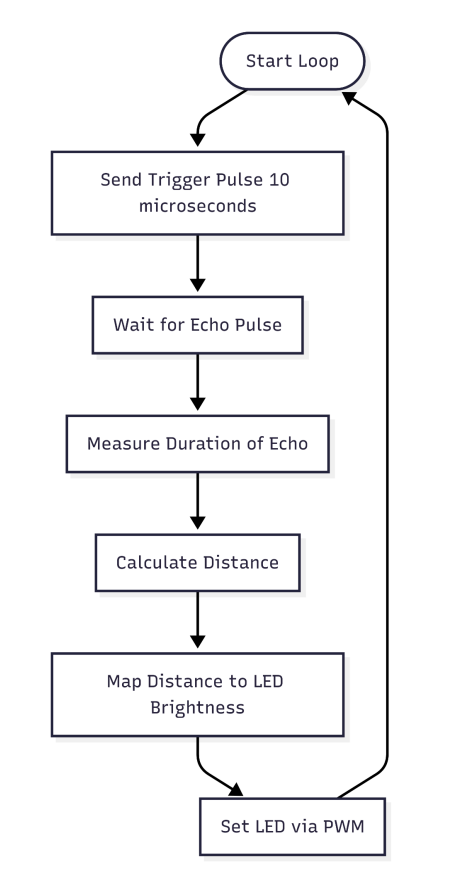 Start Loop
Send Trigger Pulse 10
microseconds
Wait for Echo Pulse
Measure Duration of Echo
Calculate Distance
Map Distance to LED
Brightness
Set LED via PWM